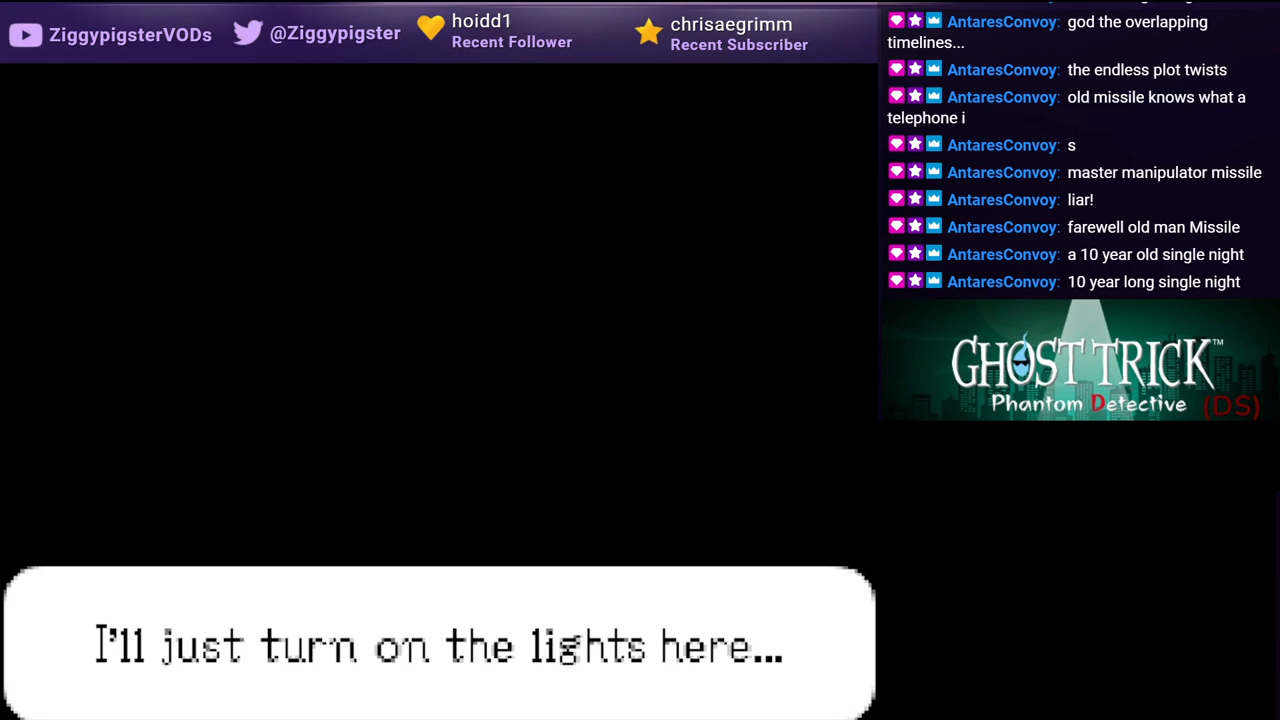 ZiggypigsterVODs
@Ziggypigster
hoidd1
Recent Follower
chrisaegrimm
Recent Subscriber
AntaresConvoy: god the overlapping
timelines...
AntaresConvoy: the endless plot twists
AntaresConvoy: old missile knows what a
telephone i
AntaresConvoy: s
AntaresConvoy: master manipulator missile
AntaresConvoy: liar!
AntaresConvoy: farewell old man Missile
AntaresConvoy: a 10 year old single night
AntaresConvoy: 10 year long single night
GHOST TRICK™
Phantom Detective (DS)
I'll just turn on the lights here...